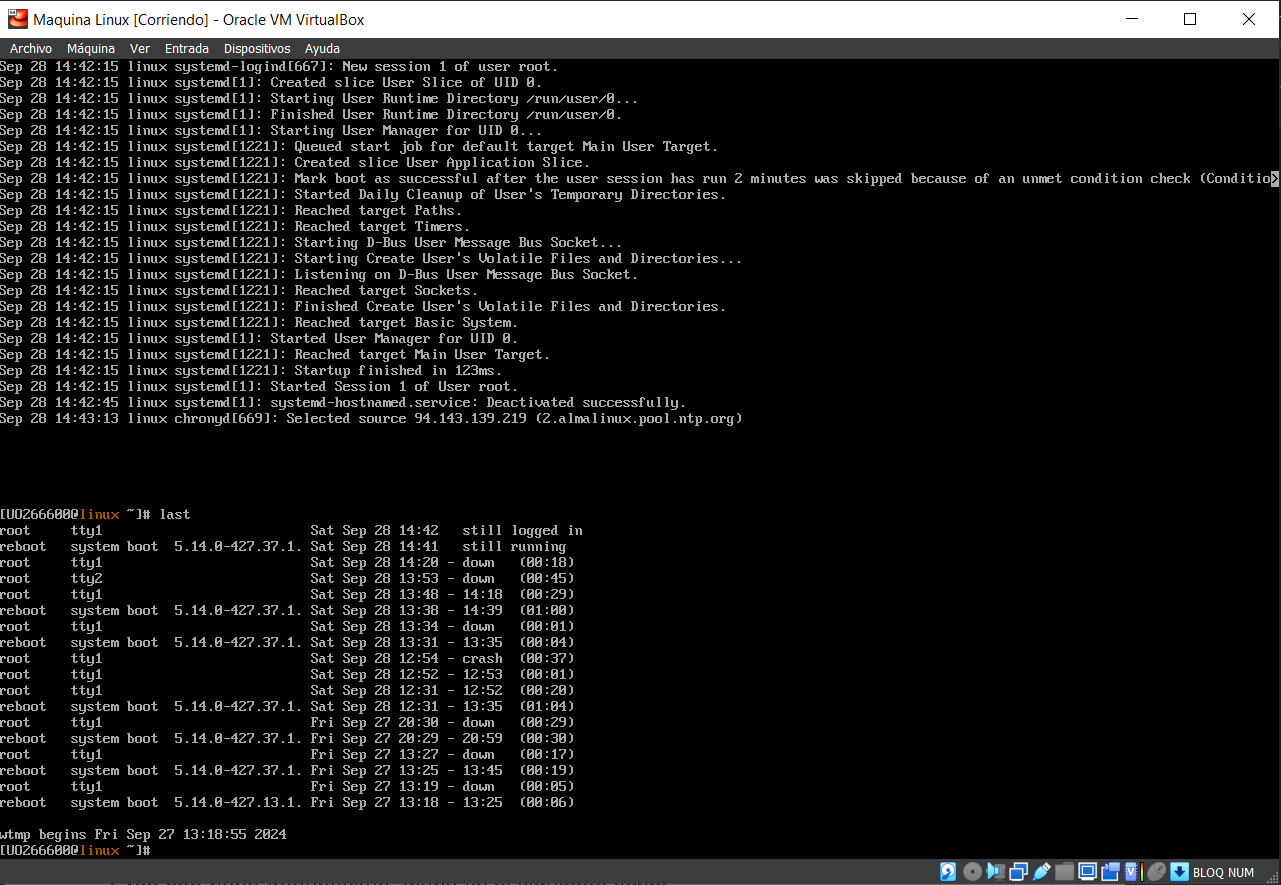 Maquina Linux [Corriendo] - Oracle VM VirtualBox
Archivo Máquina Ver Entrada Dispositivos Ayuda
Sep 28 14:42:15 linux systemd-logind[667]: New session 1 of user root.
Sep 28 14:42:15 linux systemd[1]: Created slice User Slice of UID 0.
Sep 28 14:42:15 linux systemd[1]: Starting User Runtime Directory /run/user/0...
Sep 28 14:42:15 linux systemd[1]: Finished User Runtime Directory /run/user/0.
Sep 28 14:42:15 linux systemd[1]: Starting User Manager for UID 0...
Sep 28 14:42:15 linux systemd[1221]: Queued start job for default target Main User Target.
Sep 28 14:42:15 linux systemd[1221]: Created slice User Application Slice.
Sep 28 14:42:15 linux systemd[1221]: Mark boot as successful after the user session has run 2 minutes was skipped because of an unmet condition check (Conditio>
Sep 28 14:42:15 linux systemd[1221]: Started Daily Cleanup of User's Temporary Directories.
Sep 28 14:42:15 linux systemd[1221]: Reached target Paths.
Sep 28 14:42:15 linux systemd[1221]: Reached target Timers.
Sep 28 14:42:15 linux systemd[1221]: Starting D-Bus User Message Bus Socket...
Sep 28 14:42:15 linux systemd[1221]: Starting Create User's Volatile Files and Directories...
Sep 28 14:42:15 linux systemd[1221]: Listening on D-Bus User Message Bus Socket.
Sep 28 14:42:15 linux systemd[1221]: Reached target Sockets.
Sep 28 14:42:15 linux systemd[1221]: Finished Create User's Volatile Files and Directories.
Sep 28 14:42:15 linux systemd[1221]: Reached target Basic System.
Sep 28 14:42:15 linux systemd[1]: Started User Manager for UID 0.
Sep 28 14:42:15 linux systemd[1221]: Reached target Main User Target.
Sep 28 14:42:15 linux systemd[1221]: Startup finished in 123ms.
Sep 28 14:42:15 linux systemd[1]: Started Session 1 of User root.
Sep 28 14:42:45 linux systemd[1]: systemd-hostnamed.service: Deactivated successfully.
Sep 28 14:43:13 linux chronyd[669]: Selected source 94.143.139.219 (2.almalinux.pool.ntp.org)
[UO266600@linux ~]# last
root     tty1                          Sat Sep 28 14:42   still logged in
reboot   system boot  5.14.0-427.37.1. Sat Sep 28 14:41   still running
root     tty1                          Sat Sep 28 14:20 - down   (00:18)
root     tty2                          Sat Sep 28 13:53 - down   (00:45)
root     tty1                          Sat Sep 28 13:48 - 14:18  (00:29)
reboot   system boot  5.14.0-427.37.1. Sat Sep 28 13:38 - 14:39  (01:00)
root     tty1                          Sat Sep 28 13:34 - down   (00:01)
reboot   system boot  5.14.0-427.37.1. Sat Sep 28 13:31 - 13:35  (00:04)
root     tty1                          Sat Sep 28 12:54 - crash  (00:37)
root     tty1                          Sat Sep 28 12:52 - 12:53  (00:01)
root     tty1                          Sat Sep 28 12:31 - 12:52  (00:20)
reboot   system boot  5.14.0-427.37.1. Sat Sep 28 12:31 - 13:35  (01:04)
root     tty1                          Fri Sep 27 20:30 - down   (00:29)
reboot   system boot  5.14.0-427.37.1. Fri Sep 27 20:29 - 20:59  (00:30)
root     tty1                          Fri Sep 27 13:27 - down   (00:17)
reboot   system boot  5.14.0-427.37.1. Fri Sep 27 13:25 - 13:45  (00:19)
root     tty1                          Fri Sep 27 13:19 - down   (00:05)
reboot   system boot  5.14.0-427.13.1. Fri Sep 27 13:18 - 13:25  (00:06)
wtmp begins Fri Sep 27 13:18:55 2024
[UO266600@linux ~]#
BLOQ NUM